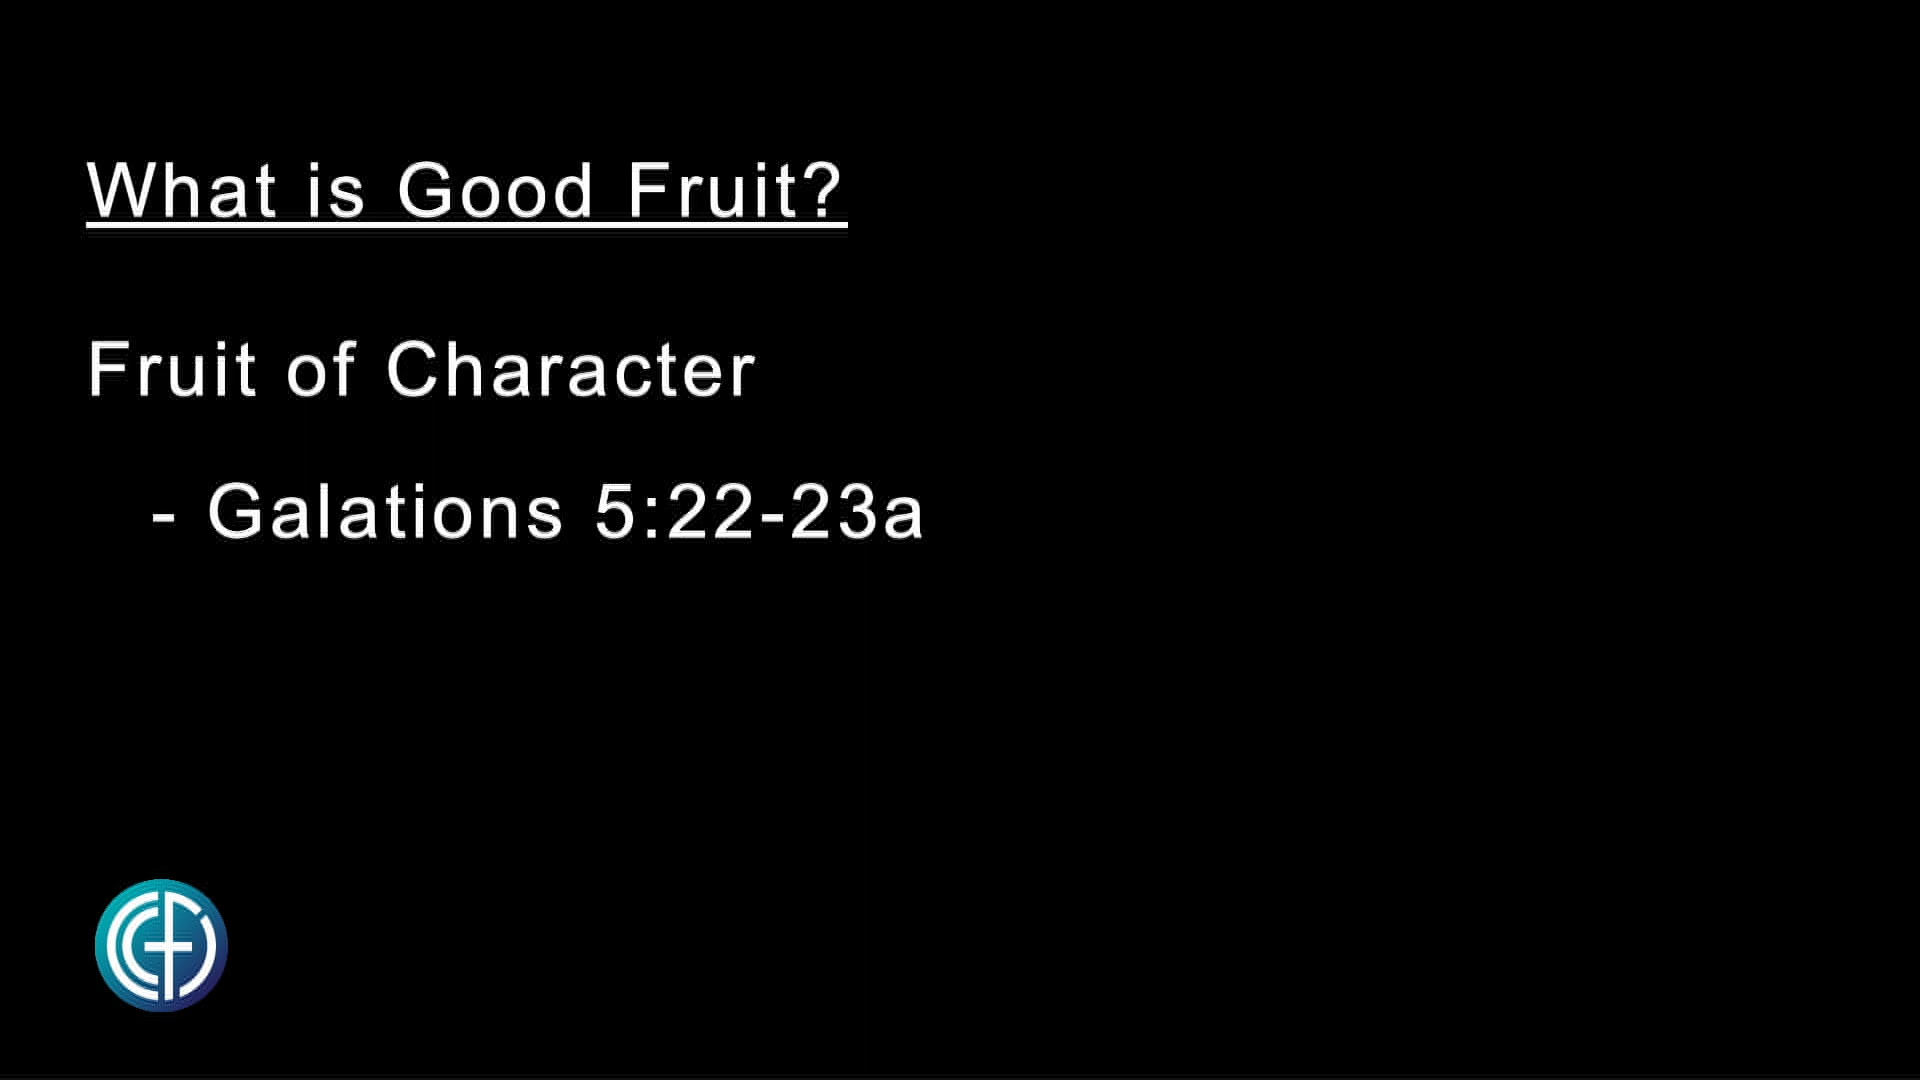 What is Good Fruit?
Fruit of Character
- Galations 5:22-23a